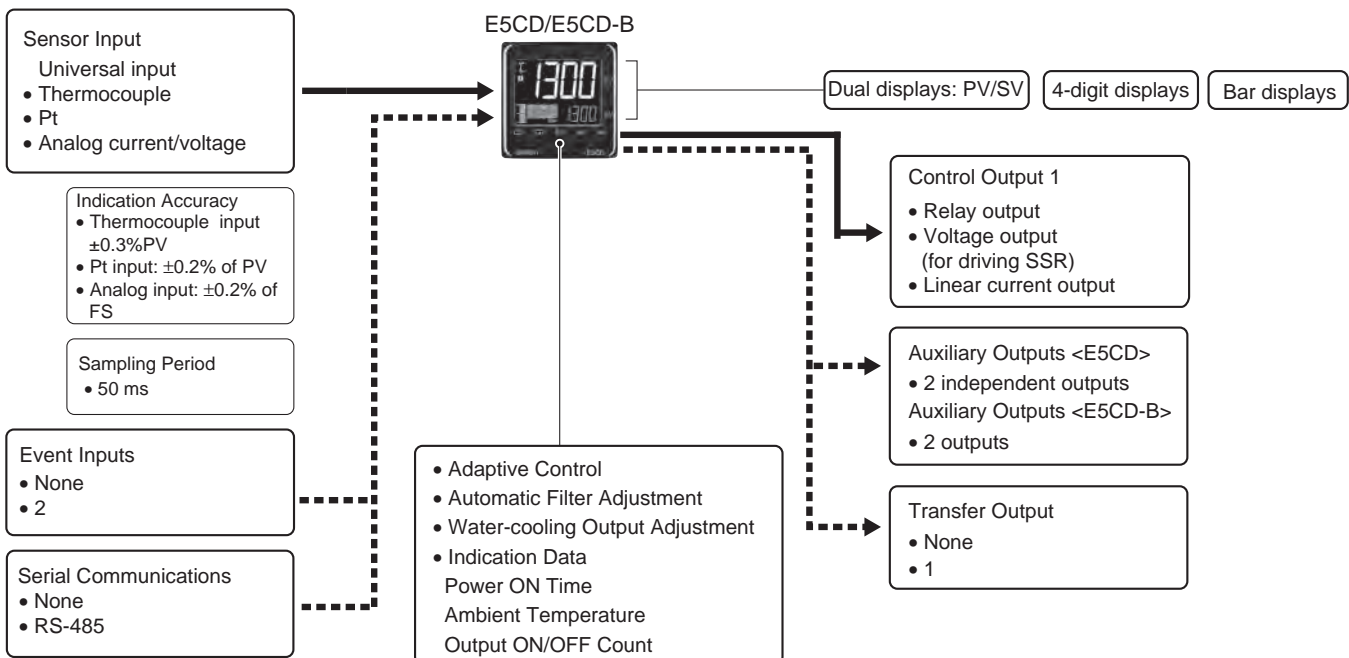 E5CD/E5CD-B
Sensor Input
Universal input
• Thermocouple
• Pt
• Analog current/voltage
Indication Accuracy
• Thermocouple input
±0.3%PV
• Pt input: ±0.2% of PV
• Analog input: ±0.2% of
FS
Sampling Period
• 50 ms
Event Inputs
• None
• 2
Serial Communications
• None
• RS-485
1300
1300
Dual displays: PV/SV
4-digit displays
Bar displays
• Adaptive Control
• Automatic Filter Adjustment
• Water-cooling Output Adjustment
• Indication Data
Power ON Time
Ambient Temperature
Output ON/OFF Count
Control Output 1
• Relay output
• Voltage output
(for driving SSR)
• Linear current output
Auxiliary Outputs <E5CD>
• 2 independent outputs
Auxiliary Outputs <E5CD-B>
• 2 outputs
Transfer Output
• None
• 1